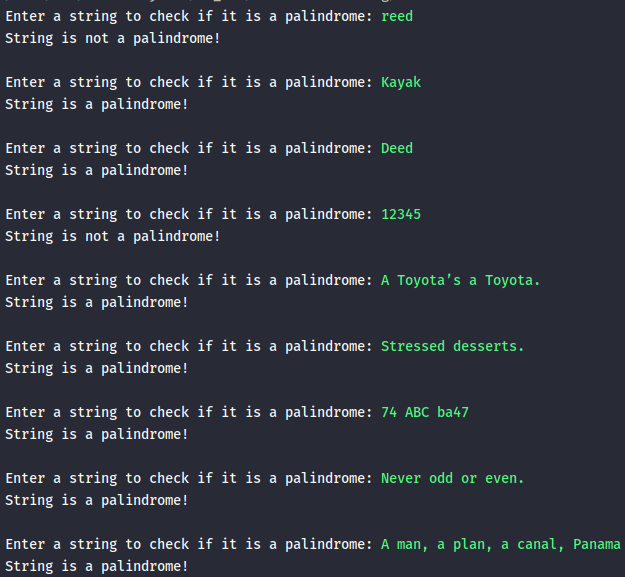 Enter a string to check if it is a palindrome: reed
String is not a palindrome!
Enter a string to check if it is a palindrome: Kayak
String is a palindrome!
Enter a string to check if it is a palindrome: Deed
String is a palindrome!
Enter a string to check if it is a palindrome: 12345
String is not a palindrome!
Enter a string to check if it is a palindrome: A Toyota’s a Toyota.
String is a palindrome!
Enter a string to check if it is a palindrome: Stressed desserts.
String is a palindrome!
Enter a string to check if it is a palindrome: 74 ABC ba47
String is a palindrome!
Enter a string to check if it is a palindrome: Never odd or even.
String is a palindrome!
Enter a string to check if it is a palindrome: A man, a plan, a canal, Panama
String is a palindrome!